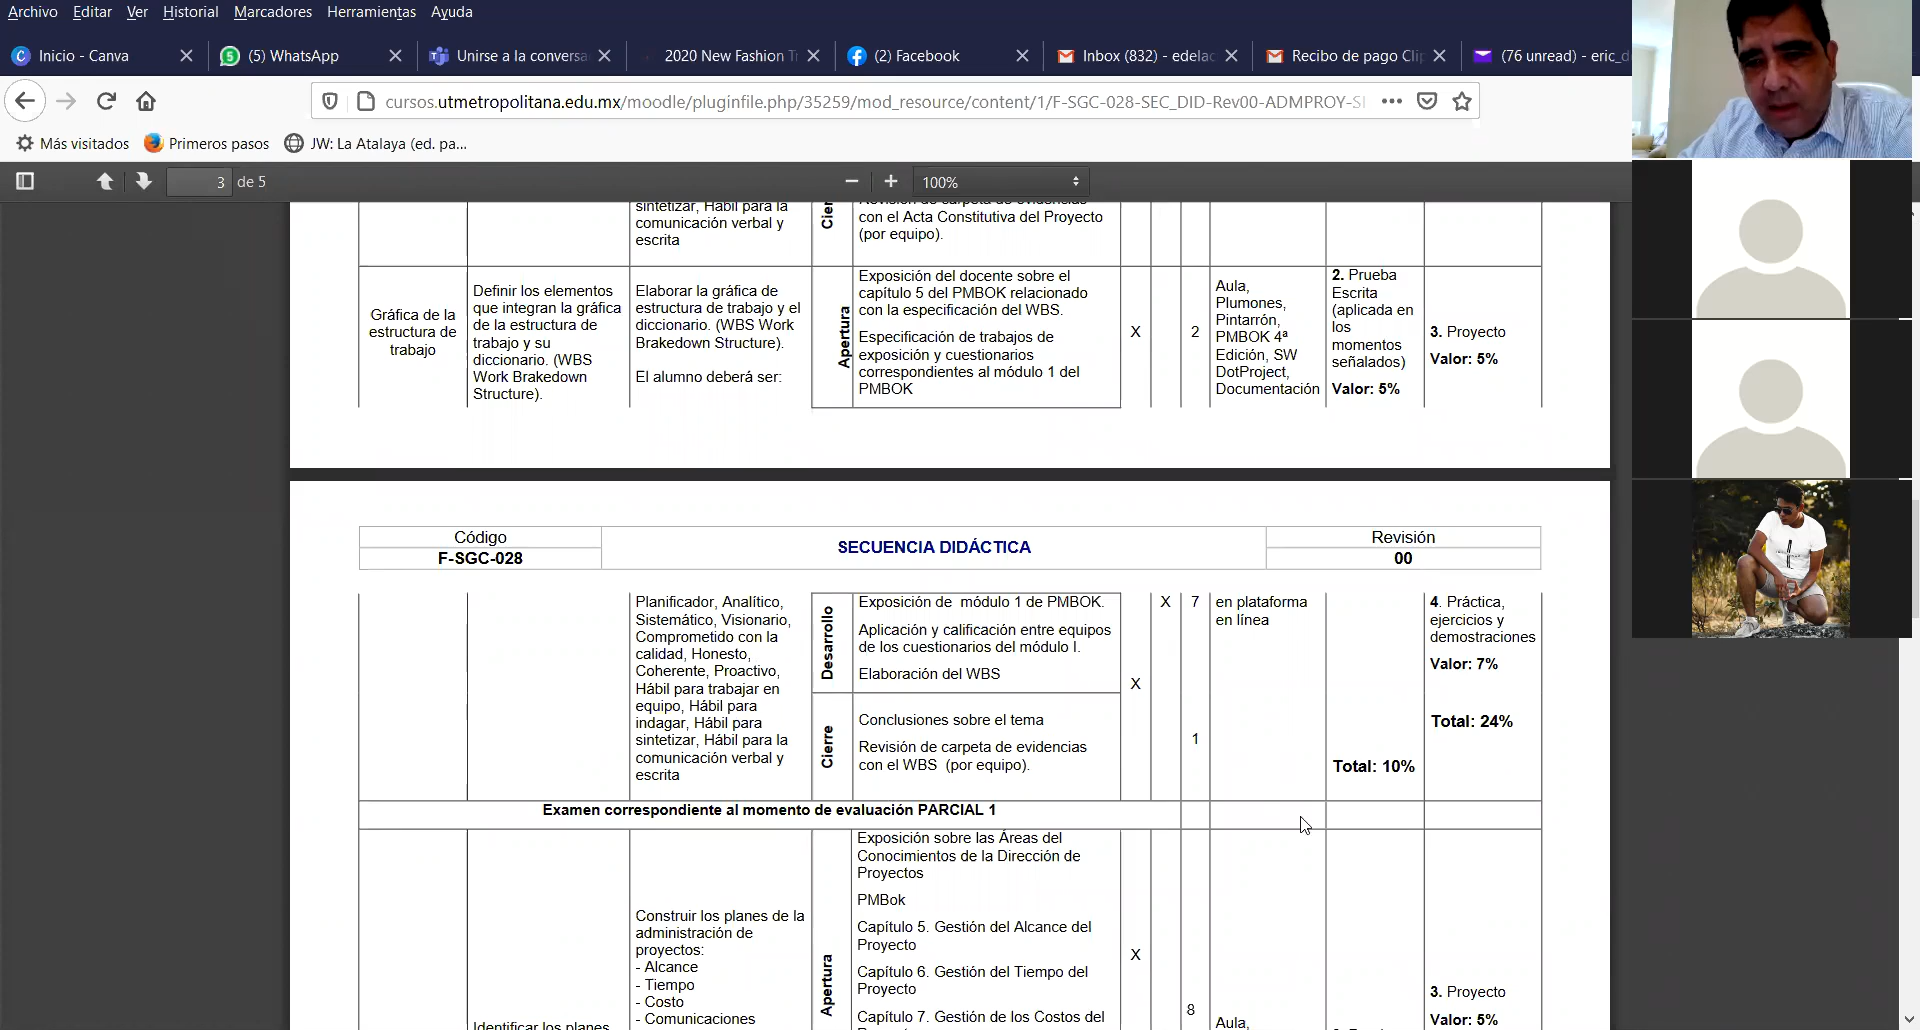 Archivo Editar Ver Historial Marcadores Herramientas Ayuda
Inicio - Canva
(5) WhatsApp
Unirse a la conversa
2020 New Fashion T
(2) Facebook
Inbox (832) - edelac
Recibo de pago Clip
(76 unread) - eric_d
cursos.utmetropolitana.edu.mx/moodle/pluginfile.php/35259/mod_resource/content/1/F-SGC-028-SEC_DID-Rev00-ADMPROY-S
Más visitados Primeros pasos JW: La Atalaya (ed. pa...
3 de 5
100%
sintetizar, Hábil para la
comunicación verbal y
escrita
con el Acta Constitutiva del Proyecto
(por equipo).
Gráfica de la
estructura de
trabajo
Definir los elementos
que integran la gráfica
de la estructura de
trabajo y su
diccionario. (WBS
Work Brakedown
Structure).
Elaborar la gráfica de
estructura de trabajo y el
diccionario. (WBS Work
Brakedown Structure).
El alumno deberá ser:
Apertura
Exposición del docente sobre el
capítulo 5 del PMBOK relacionado
con la especificación del WBS.
Especificación de trabajos de
exposición y cuestionarios
correspondientes al módulo 1 del
PMBOK
X
2
Aula,
Plumones,
Pintarrón,
PMBOK 4ª
Edición, SW
DotProject,
Documentación
2. Prueba
Escrita
(aplicada en
los
momentos
señalados)
Valor: 5%
3. Proyecto
Valor: 5%
Código
F-SGC-028
SECUENCIA DIDÁCTICA
Revisión
00
Planificador, Analítico,
Sistemático, Visionario,
Comprometido con la
calidad, Honesto,
Coherente, Proactivo,
Hábil para trabajar en
equipo, Hábil para
indagar, Hábil para
sintetizar, Hábil para la
comunicación verbal y
escrita
Desarrollo
Exposición de módulo 1 de PMBOK.
Aplicación y calificación entre equipos
de los cuestionarios del módulo I.
Elaboración del WBS
X
X
7
en plataforma
en línea
4. Práctica,
ejercicios y
demostraciones
Valor: 7%
Total: 24%
Cierre
Conclusiones sobre el tema
Revisión de carpeta de evidencias
con el WBS (por equipo).
1
Total: 10%
Examen correspondiente al momento de evaluación PARCIAL 1
Construir los planes de la
administración de
proyectos:
- Alcance
- Tiempo
- Costo
- Comunicaciones
Identificar los planes
Apertura
Exposición sobre las Áreas del
Conocimientos de la Dirección de
Proyectos
PMBok
Capítulo 5. Gestión del Alcance del
Proyecto
Capítulo 6. Gestión del Tiempo del
Proyecto
Capítulo 7. Gestión de los Costos del
X
8
Aula,
3. Proyecto
Valor: 5%